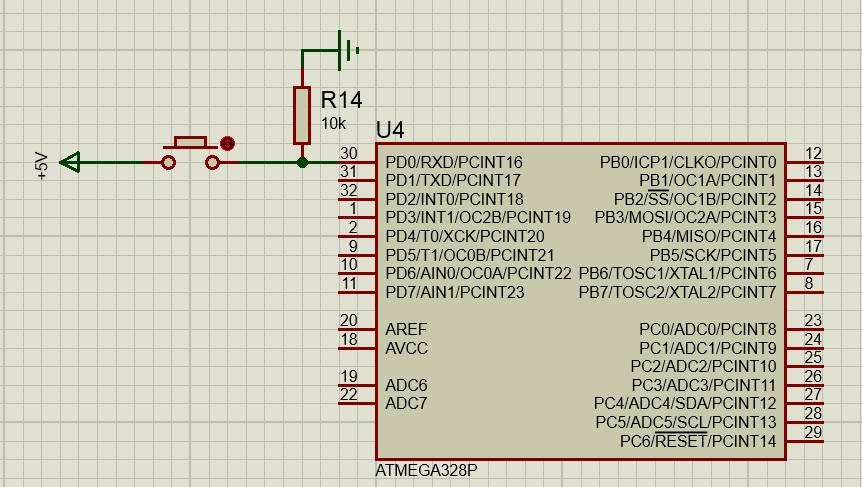 R14
10k
U4
+5V
30 PD0/RXD/PCINT16 PB0/ICP1/CLKO/PCINT0 12
31 PD1/TXD/PCINT17 PB1/OC1A/PCINT1 13
32 PD2/INT0/PCINT18 PB2/SS/OC1B/PCINT2 14
1 PD3/INT1/OC2B/PCINT19 PB3/MOSI/OC2A/PCINT3 15
2 PD4/T0/XCK/PCINT20 PB4/MISO/PCINT4 16
9 PD5/T1/OC0B/PCINT21 PB5/SCK/PCINT5 17
10 PD6/AIN0/OC0A/PCINT22 PB6/TOSC1/XTAL1/PCINT6 7
11 PD7/AIN1/PCINT23 PB7/TOSC2/XTAL2/PCINT7 8
20 AREF PC0/ADC0/PCINT8 23
18 AVCC PC1/ADC1/PCINT9 24
PC2/ADC2/PCINT10 25
19 ADC6 PC3/ADC3/PCINT11 26
22 ADC7 PC4/ADC4/SDA/PCINT12 27
PC5/ADC5/SCL/PCINT13 28
PC6/RESET/PCINT14 29
ATMEGA328P